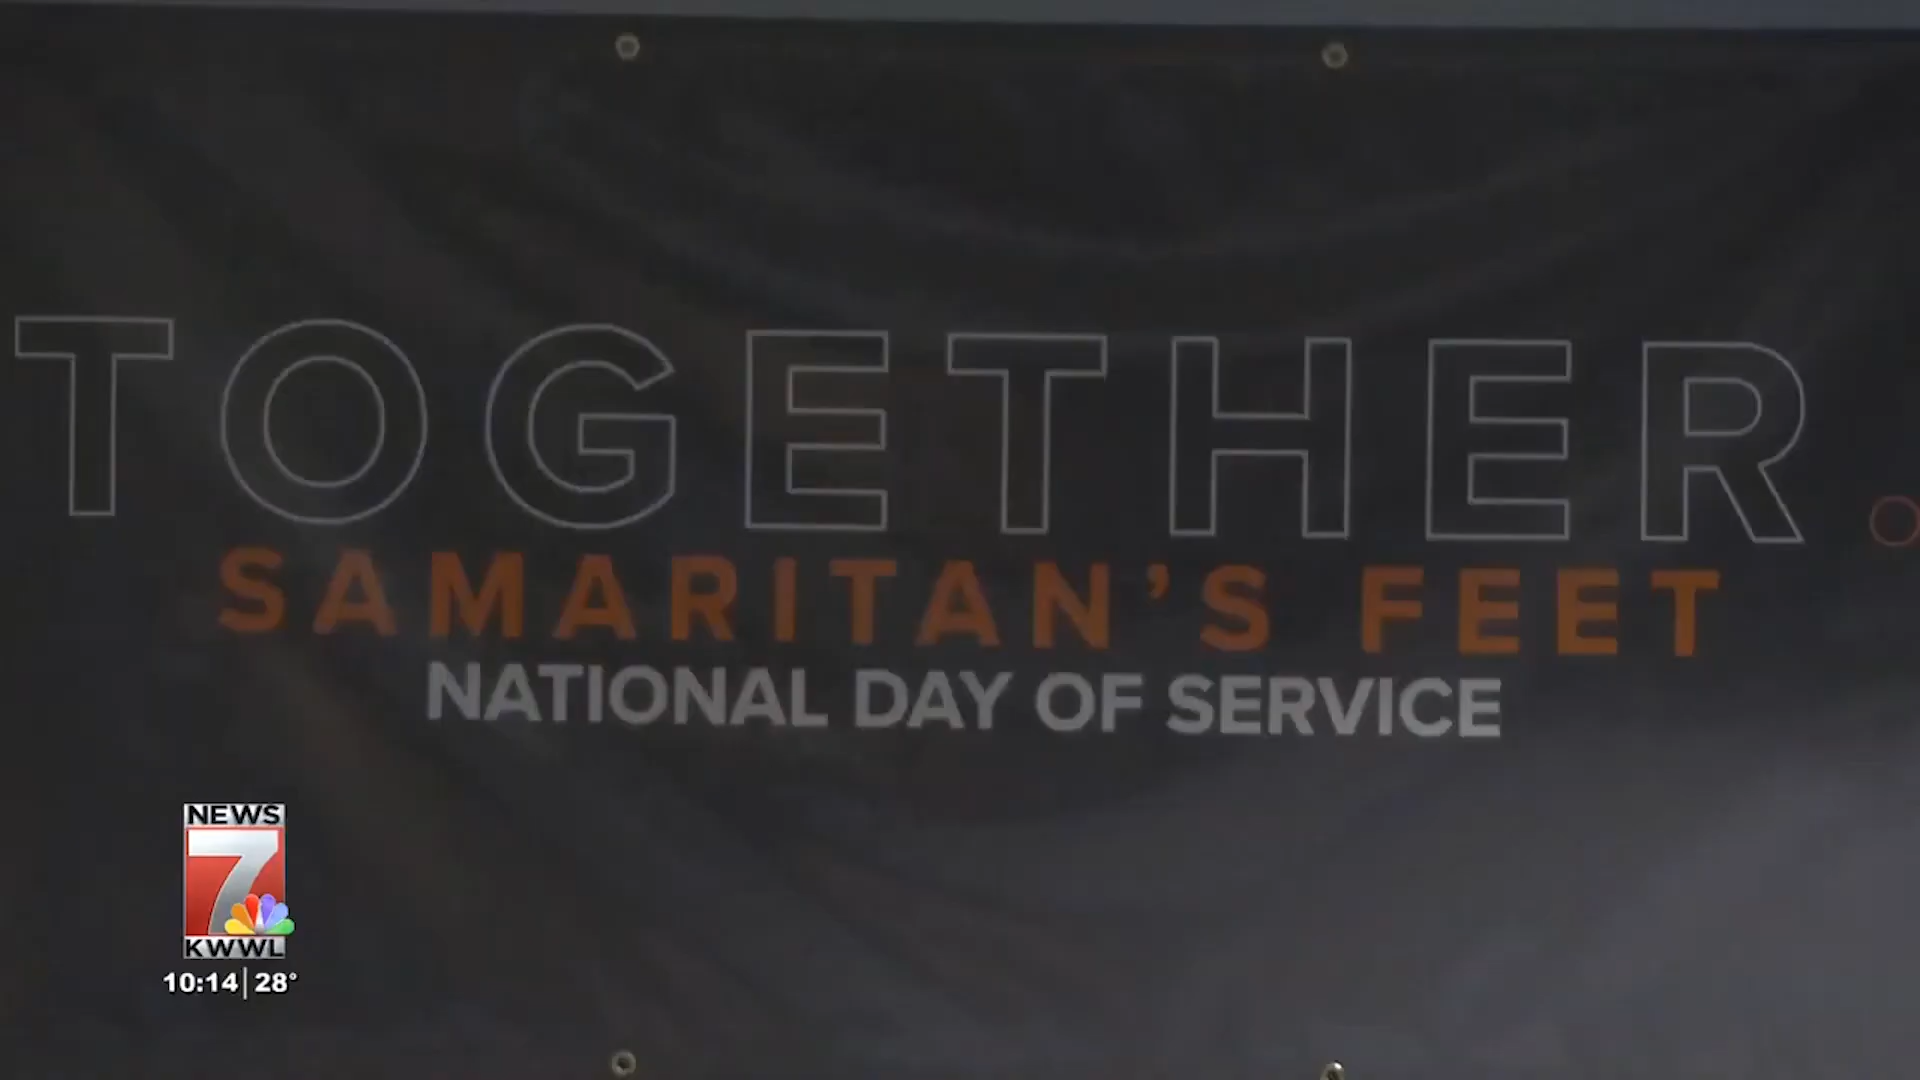 TOGETHER.
SAMARITAN'S FEET
NATIONAL DAY OF SERVICE
NEWS
7
KWWL
10:14 28°